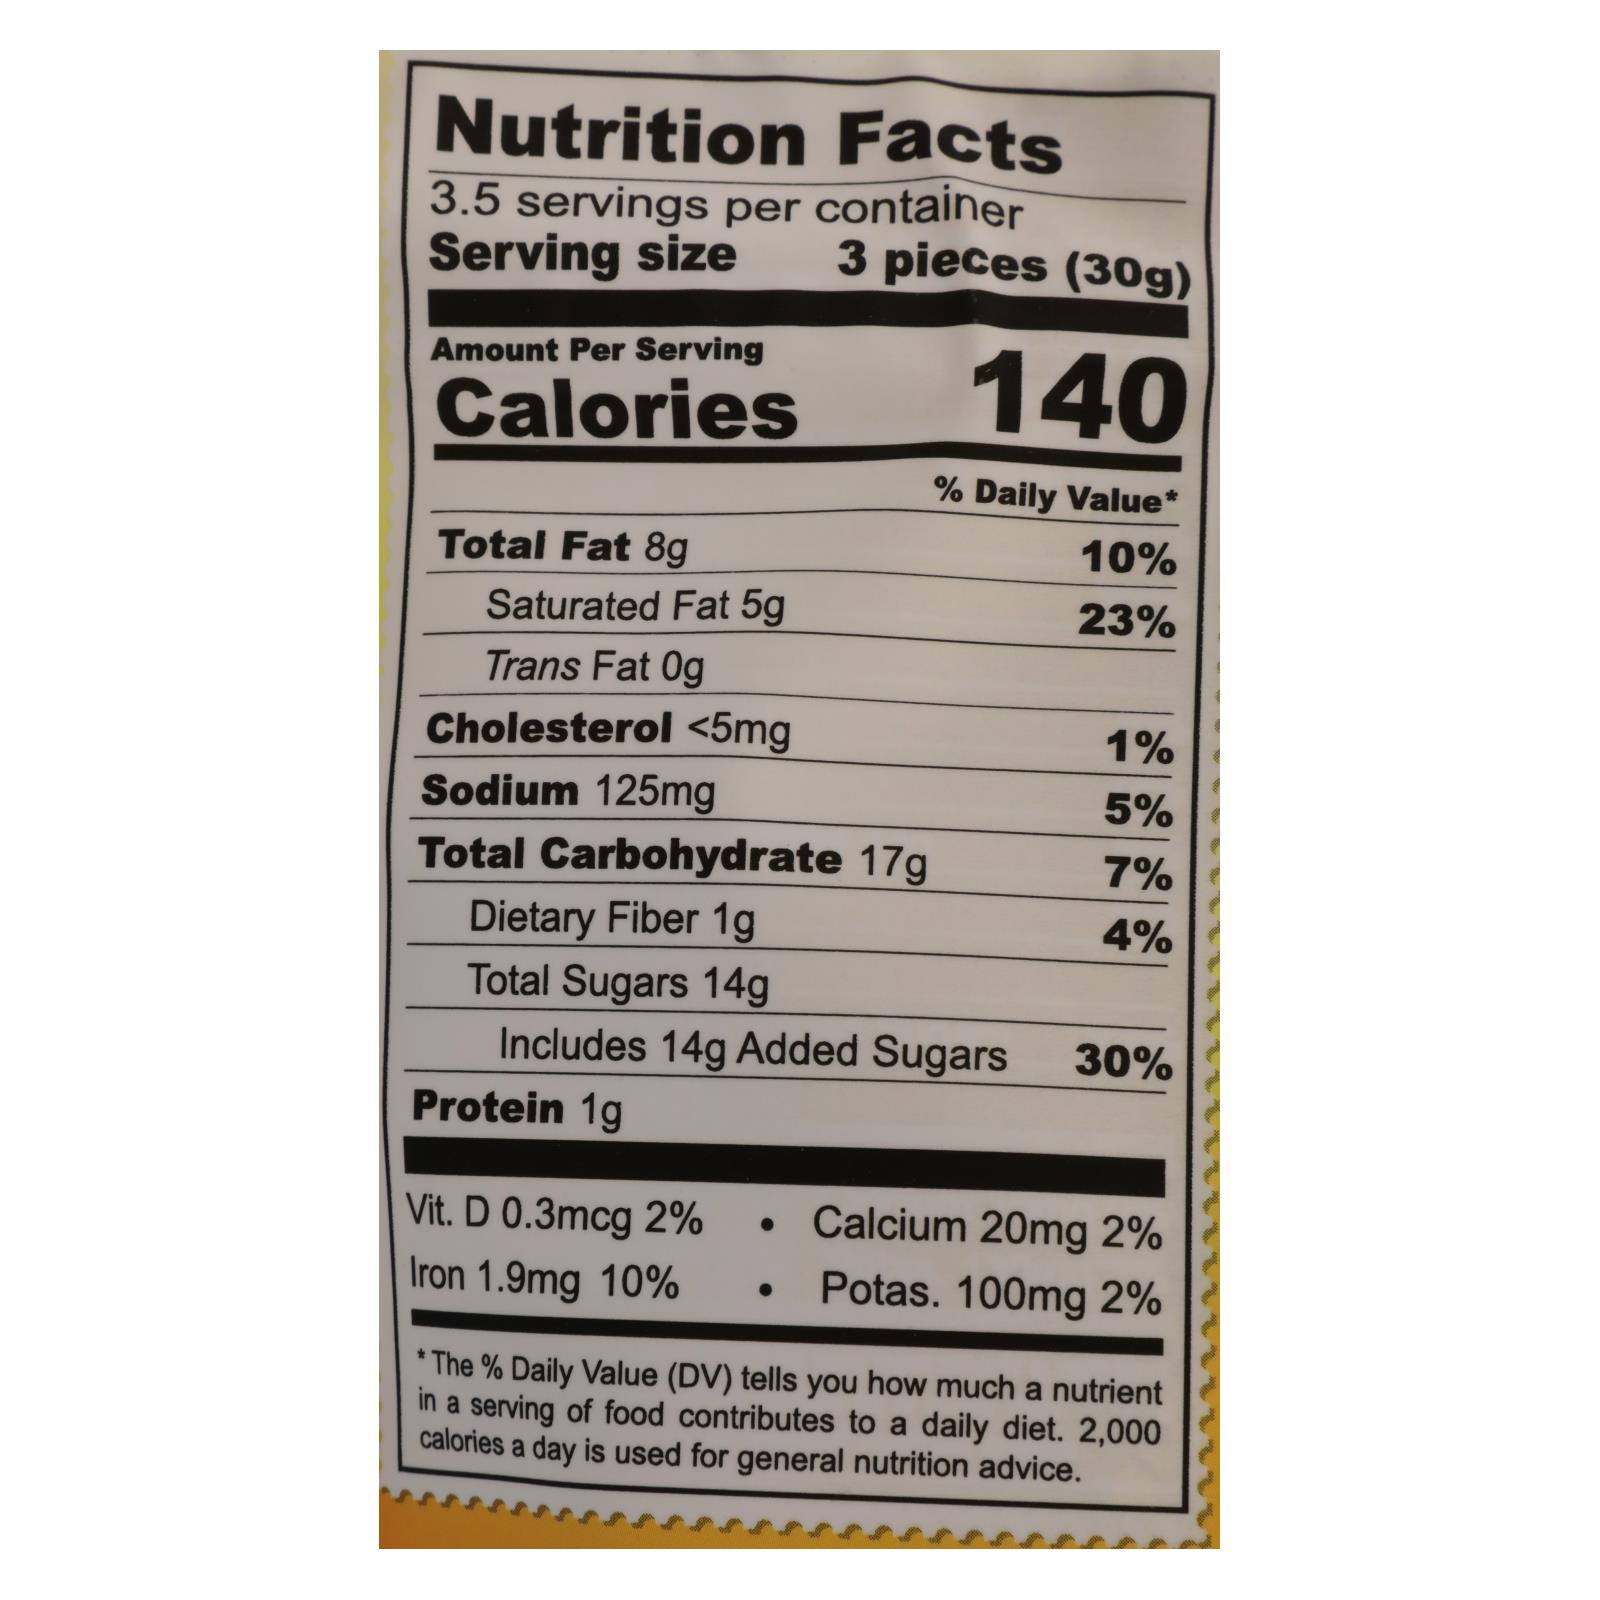 Nutrition Facts
3.5 servings per container
Serving size 3 pieces (30g)
Amount Per Serving
Calories 140
% Daily Value*
Total Fat 8g 10%
Saturated Fat 5g 23%
Trans Fat 0g
Cholesterol <5mg 1%
Sodium 125mg 5%
Total Carbohydrate 17g 7%
Dietary Fiber 1g 4%
Total Sugars 14g
Includes 14g Added Sugars 30%
Protein 1g
Vit. D 0.3mcg 2% • Calcium 20mg 2%
Iron 1.9mg 10% • Potas. 100mg 2%
* The % Daily Value (DV) tells you how much a nutrient
in a serving of food contributes to a daily diet. 2,000
calories a day is used for general nutrition advice.